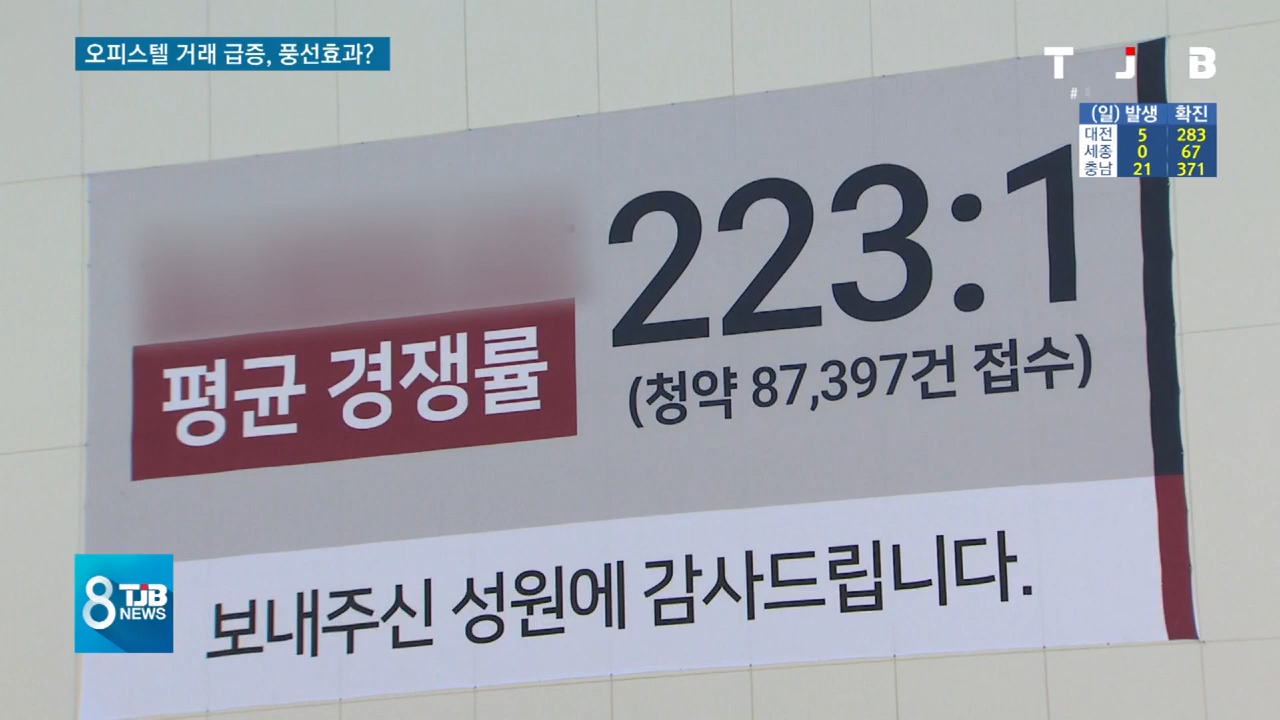 오피스텔 거래 급증, 풍선효과?
TJB
#
(일) 발생 확진
대전 5 283
세종 0 67
충남 21 371
223:1
평균 경쟁률
(청약 87,397건 접수)
보내주신 성원에 감사드립니다.
8 TJB
NEWS